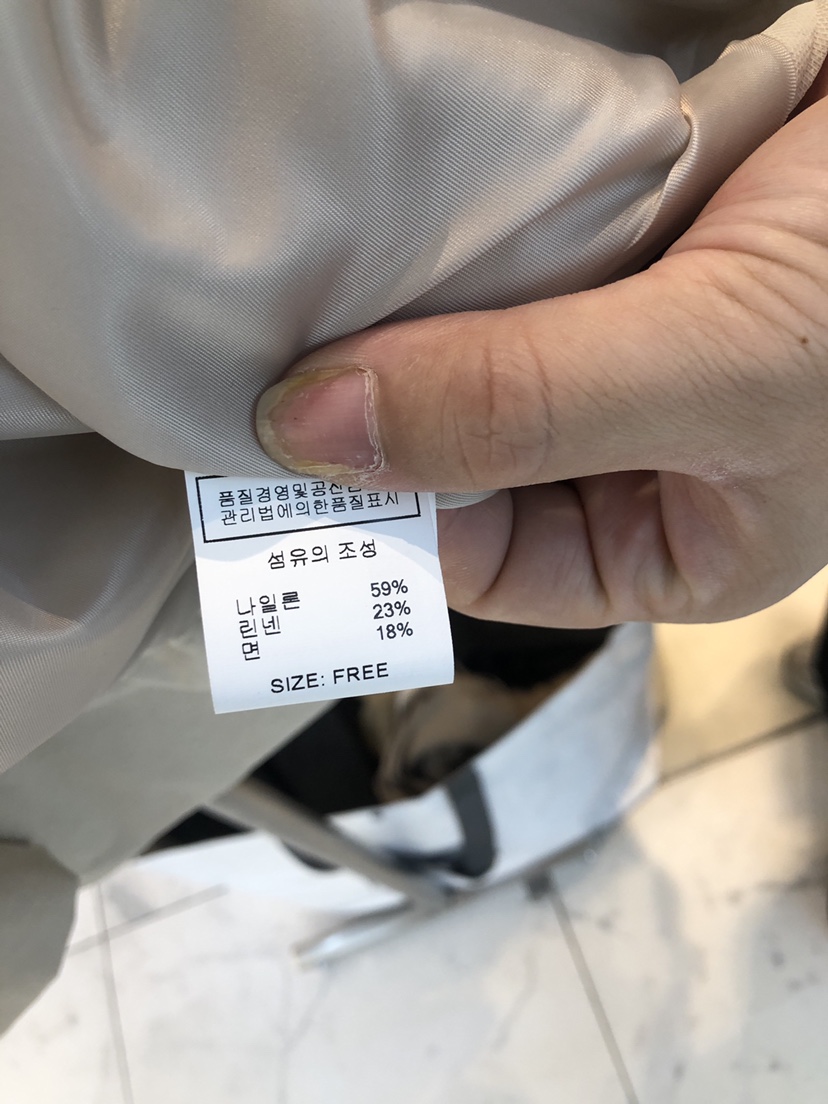 품질경영및공산
관리법에의한품질표시
섬유의 조성
나일론 59%
린넨 23%
면 18%
SIZE: FREE